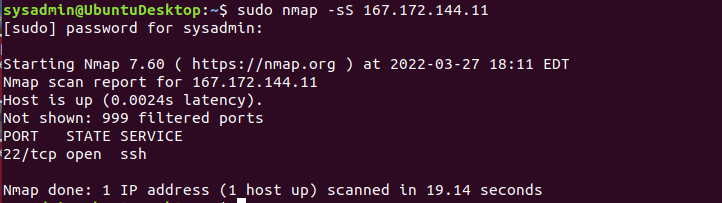 sysadmin@UbuntuDesktop:~$ sudo nmap -sS 167.172.144.11
[sudo] password for sysadmin:
Starting Nmap 7.60 ( https://nmap.org ) at 2022-03-27 18:11 EDT
Nmap scan report for 167.172.144.11
Host is up (0.0024s latency).
Not shown: 999 filtered ports
PORT   STATE SERVICE
22/tcp open  ssh
Nmap done: 1 IP address (1 host up) scanned in 19.14 seconds